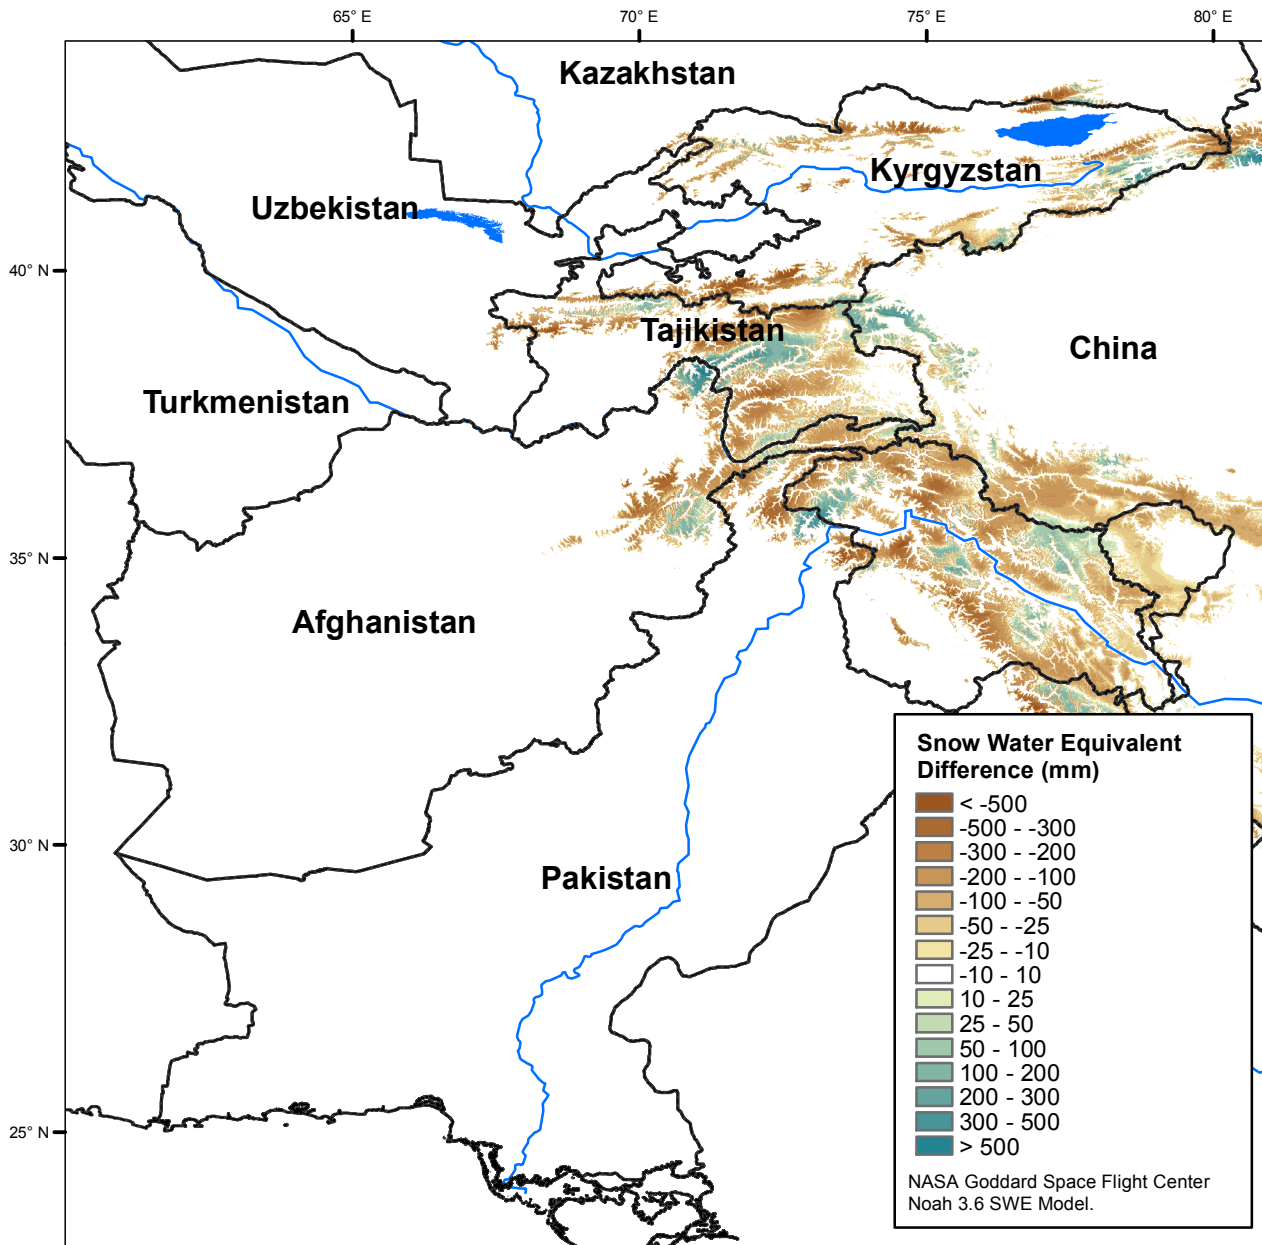 65° E
70° E
75° E
80° E
Kazakhstan
Kyrgyzstan
Uzbekistan
40° N
Tajikistan
China
Turkmenistan
35° N
Afghanistan
30° N
Pakistan
25° N
Snow Water Equivalent
Difference (mm)
< -500
-500 - -300
-300 - -200
-200 - -100
-100 - -50
-50 - -25
-25 - -10
-10 - 10
10 - 25
25 - 50
50 - 100
100 - 200
200 - 300
300 - 500
> 500
NASA Goddard Space Flight Center
Noah 3.6 SWE Model.